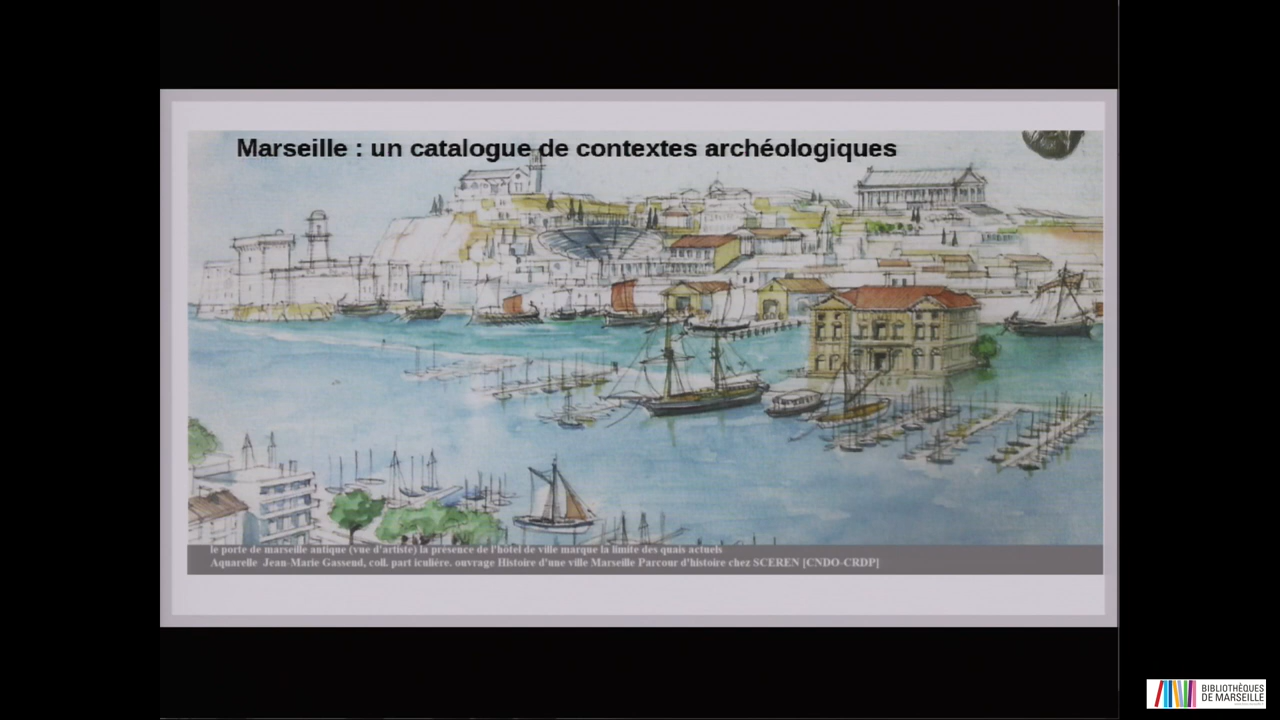 Marseille : un catalogue de contextes archéologiques
le porte de marseille antique (vue d'artiste) la présence de l'hôtel de ville marque la limite des quais actuels
Aquarelle Jean-Marie Gassend, coll. part iculière. ouvrage Histoire d'une ville Marseille Parcour d'histoire chez SCEREN [CNDO-CRDP]
BIBLIOTHÈQUES
DE MARSEILLE